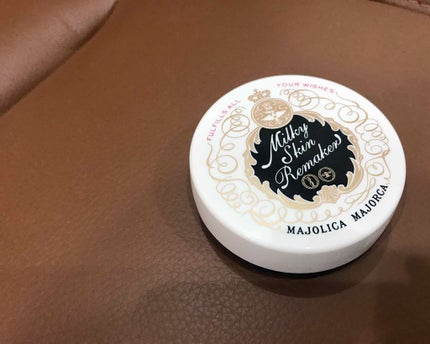 FULFILLS ALL YOUR WISHES!
Milky
Skin
Remaker
MAJOLICA MAJORCA